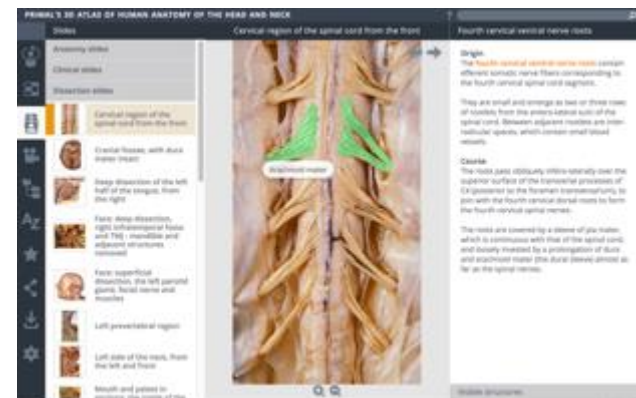 PRIMAL'S 3D ATLAS OF HUMAN ANATOMY OF THE HEAD AND NECK
Slides
Cervical region of the spinal cord from the front
Fourth cervical ventral nerve roots
Anatomy slides
Clinical slides
Dissection slides
Cervical region of the
spinal cord from the front
Cranial fossae, with dura
mater intact
Deep dissection of the left
half of the tongue, from
the right
Face: deep dissection,
right infratemporal fossa
and TMJ - mandible and
adjacent structures
removed
Face: superficial
dissection, the left parotid
gland, facial nerve and
muscles
Left prevertebral region
Left side of the neck, from
the left and front
Mouth and palate in
Arachnoid mater
Origin
The fourth cervical ventral nerve roots contain
efferent somatic nerve fibers corresponding to
the fourth cervical spinal cord segments.
They are small and emerge as two or three rows
of rootlets from the antero-lateral sulci of the
spinal cord. Between adjacent rootlets are inter-
radicular spaces, which contain small blood
vessels.
Course
The roots pass obliquely infero-laterally over the
superior surface of the transverse processes of
C4 (posterior to the foramen transversarium), to
join with the fourth cervical dorsal roots to form
the fourth cervical spinal nerves.
The roots are covered by a sleeve of pia mater,
which is continuous with that of the spinal cord,
and loosely invested by a prolongation of dura
and arachnoid mater (the dural sleeve) almost as
far as the spinal nerves.
Visible structures